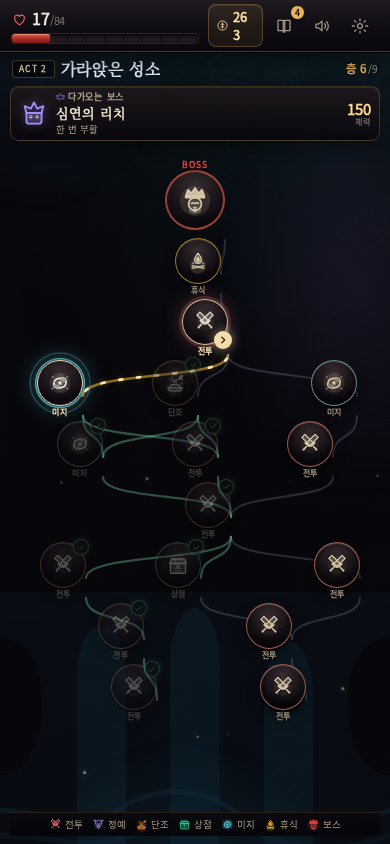 17/84
26
3
4
ACT 2 가라앉은 성소
층 6/9
다가오는 보스
심연의 리치
한 번 부활
150
체력
BOSS
휴식
전투
미지
단조
미지
미지
전투
전투
전투
전투
상점
전투
전투
전투
전투
전투
전투 정예 단조 상점 미지 휴식 보스